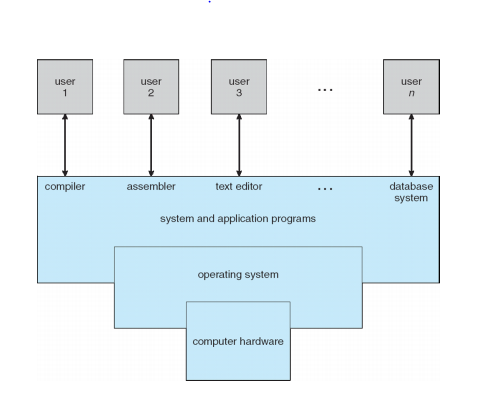 user
1
user
2
user
3
...
user
n
compiler
assembler
text editor
...
database
system
system and application programs
operating system
computer hardware